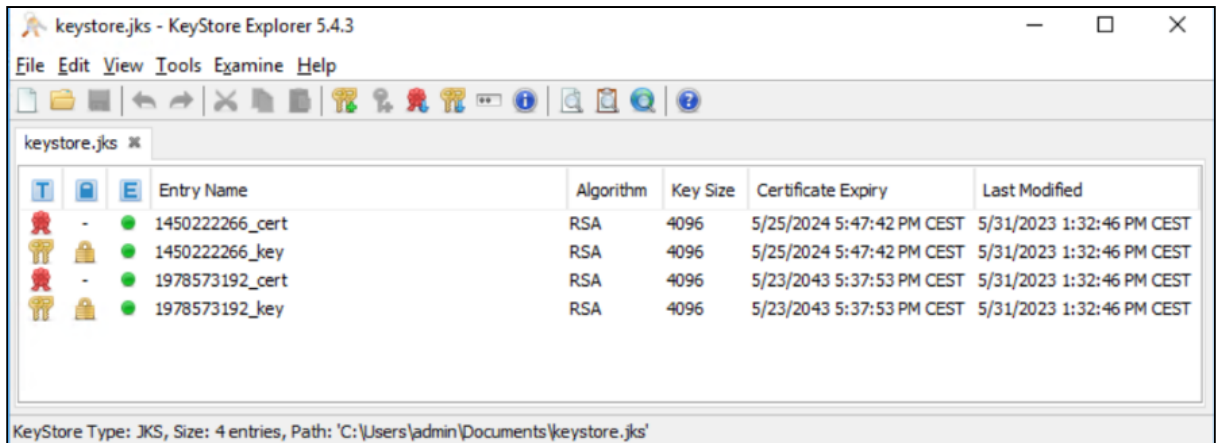 keystore.jks - KeyStore Explorer 5.4.3
File Edit View Tools Examine Help
keystore.jks
T E Entry Name Algorithm Key Size Certificate Expiry Last Modified
- 1450222266_cert RSA 4096 5/25/2024 5:47:42 PM CEST 5/31/2023 1:32:46 PM CEST
1450222266_key RSA 4096 5/25/2024 5:47:42 PM CEST 5/31/2023 1:32:46 PM CEST
- 1978573192_cert RSA 4096 5/23/2043 5:37:53 PM CEST 5/31/2023 1:32:46 PM CEST
1978573192_key RSA 4096 5/23/2043 5:37:53 PM CEST 5/31/2023 1:32:46 PM CEST
KeyStore Type: JKS, Size: 4 entries, Path: 'C:\Users\admin\Documents\keystore.jks'